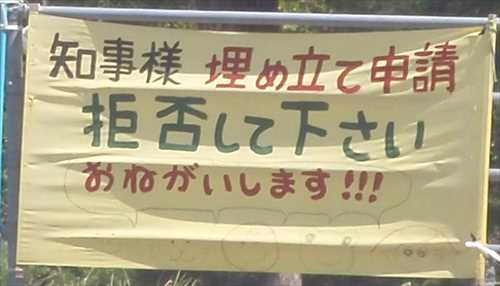 知事様 埋め立て申請
拒否して下さい
おねがいします!!!